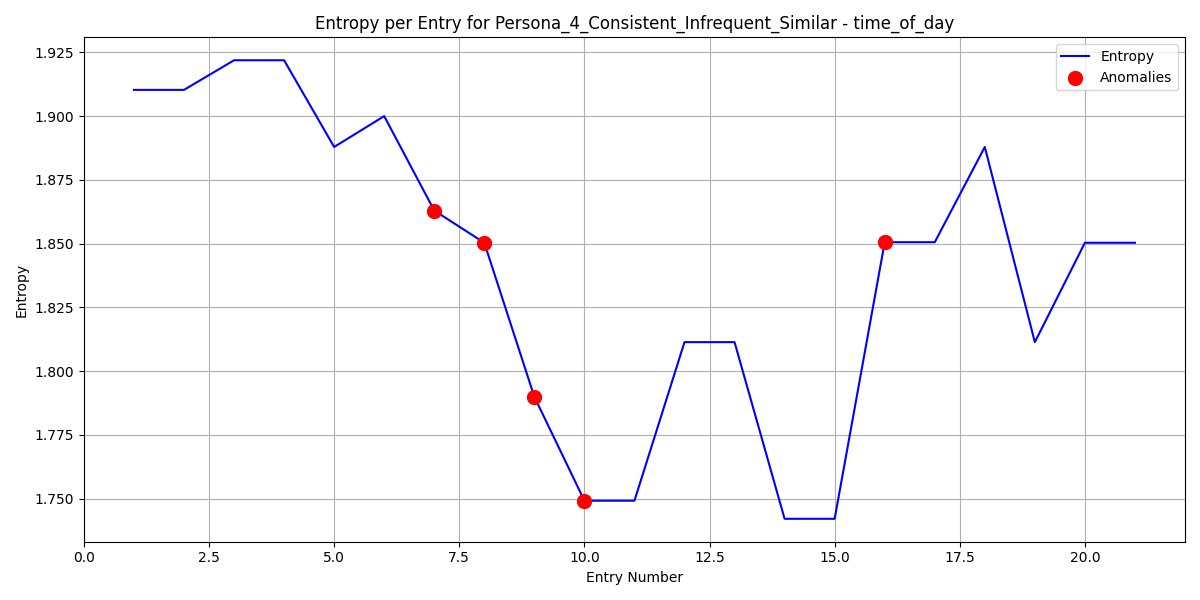 Entropy per Entry for Persona_4_Consistent_Infrequent_Similar - time_of_day
Entropy
Anomalies
1.925
1.900
1.875
1.850
1.825
1.800
1.775
1.750
Entropy
0.0 2.5 5.0 7.5 10.0 12.5 15.0 17.5 20.0
Entry Number